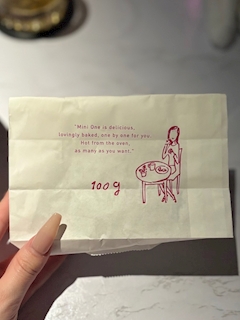 "Mini One is delicious.
lovingly baked, one by one for you.
Hot from the oven,
as many as you want."
100g